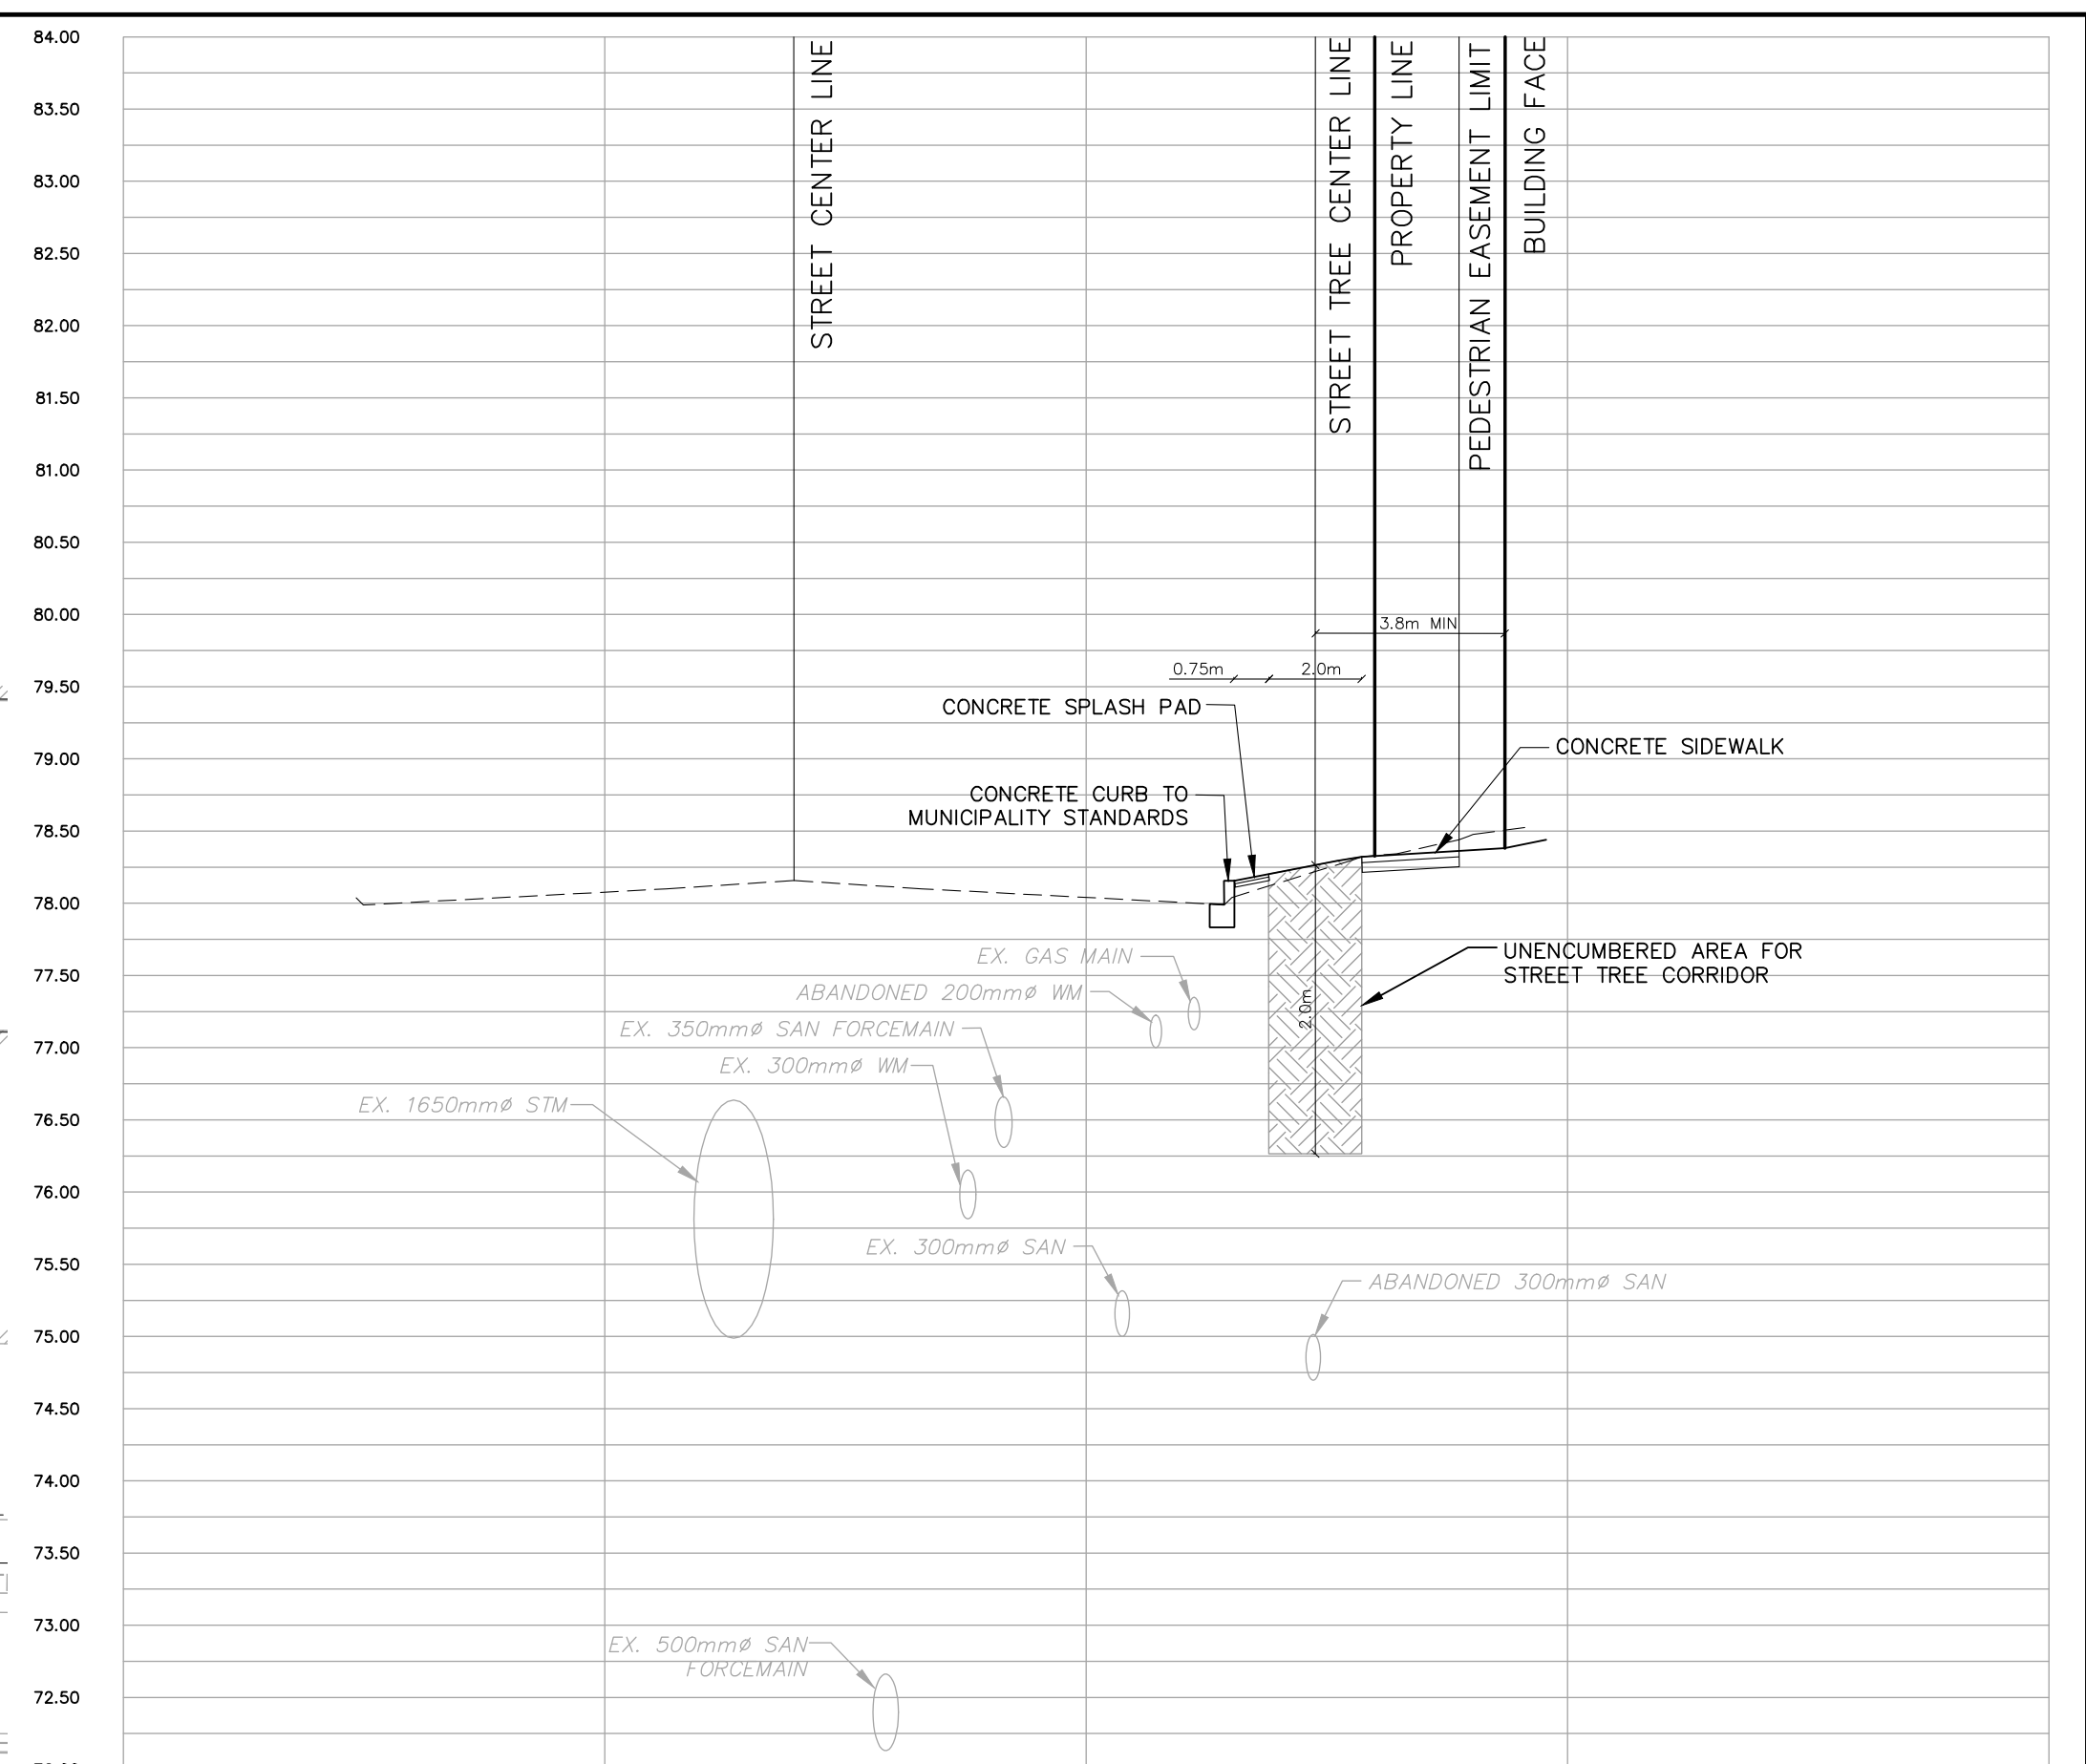 84.00
83.50
83.00
82.50
82.00
81.50
81.00
80.50
80.00
79.50
79.00
78.50
78.00
77.50
77.00
76.50
76.00
75.50
75.00
74.50
74.00
73.50
73.00
72.50
STREET CENTER LINE
STREET TREE CENTER LINE
PROPERTY LINE
PEDESTRIAN EASEMENT LIMIT
BUILDING FACE
3.8m MIN
0.75m
2.0m
CONCRETE SPLASH PAD
CONCRETE SIDEWALK
CONCRETE CURB TO
MUNICIPALITY STANDARDS
EX. GAS MAIN
UNENCUMBERED AREA FOR
STREET TREE CORRIDOR
ABANDONED 200mmø WM
2.0m
EX. 350mmø SAN FORCEMAIN
EX. 300mmø WM
EX. 1650mmø STM
EX. 300mmø SAN
ABANDONED 300mmø SAN
EX. 500mmø SAN
FORCEMAIN